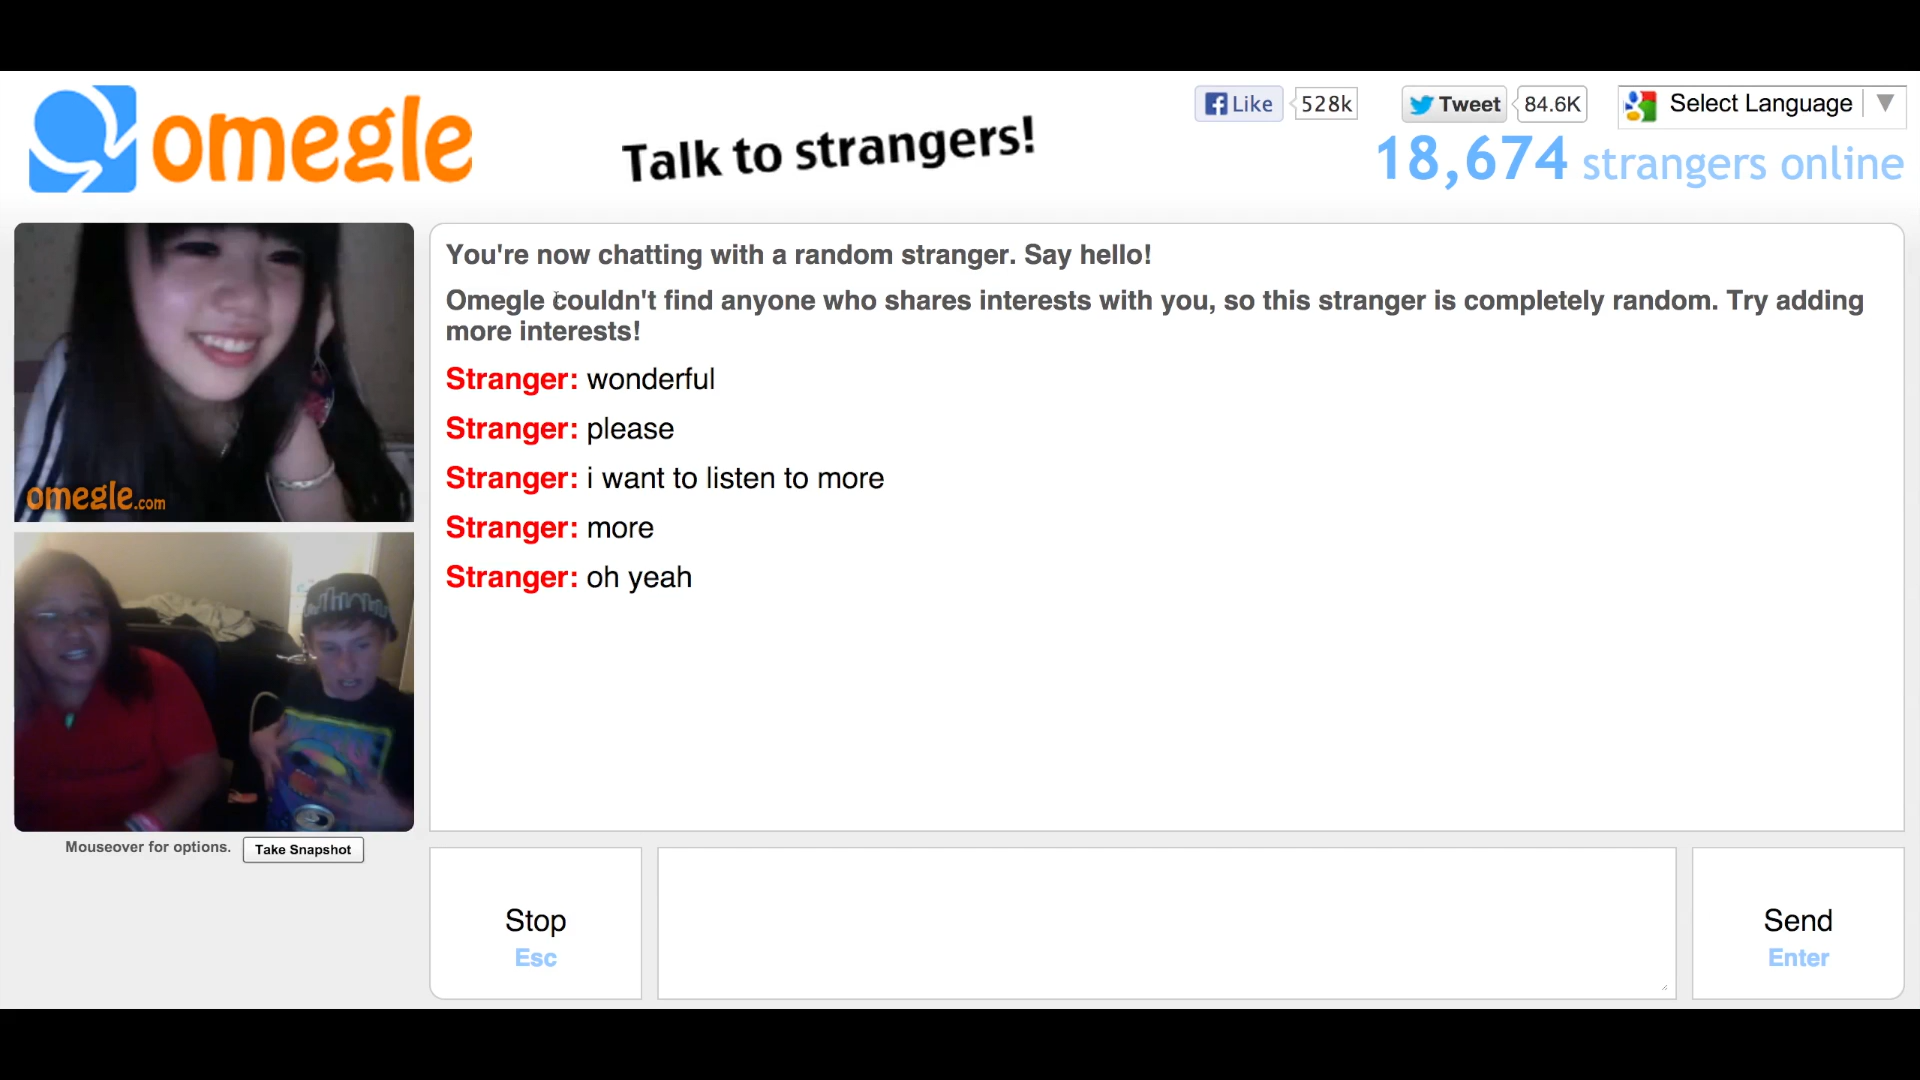 omegle
Talk to strangers!
Like
528k
Tweet
84.6K
Select Language
18,674 strangers online
You're now chatting with a random stranger. Say hello!
Omegle couldn't find anyone who shares interests with you, so this stranger is completely random. Try adding
more interests!
Stranger: wonderful
Stranger: please
Stranger: i want to listen to more
Stranger: more
Stranger: oh yeah
omegle.com
Mouseover for options.
Take Snapshot
Stop
Esc
Send
Enter